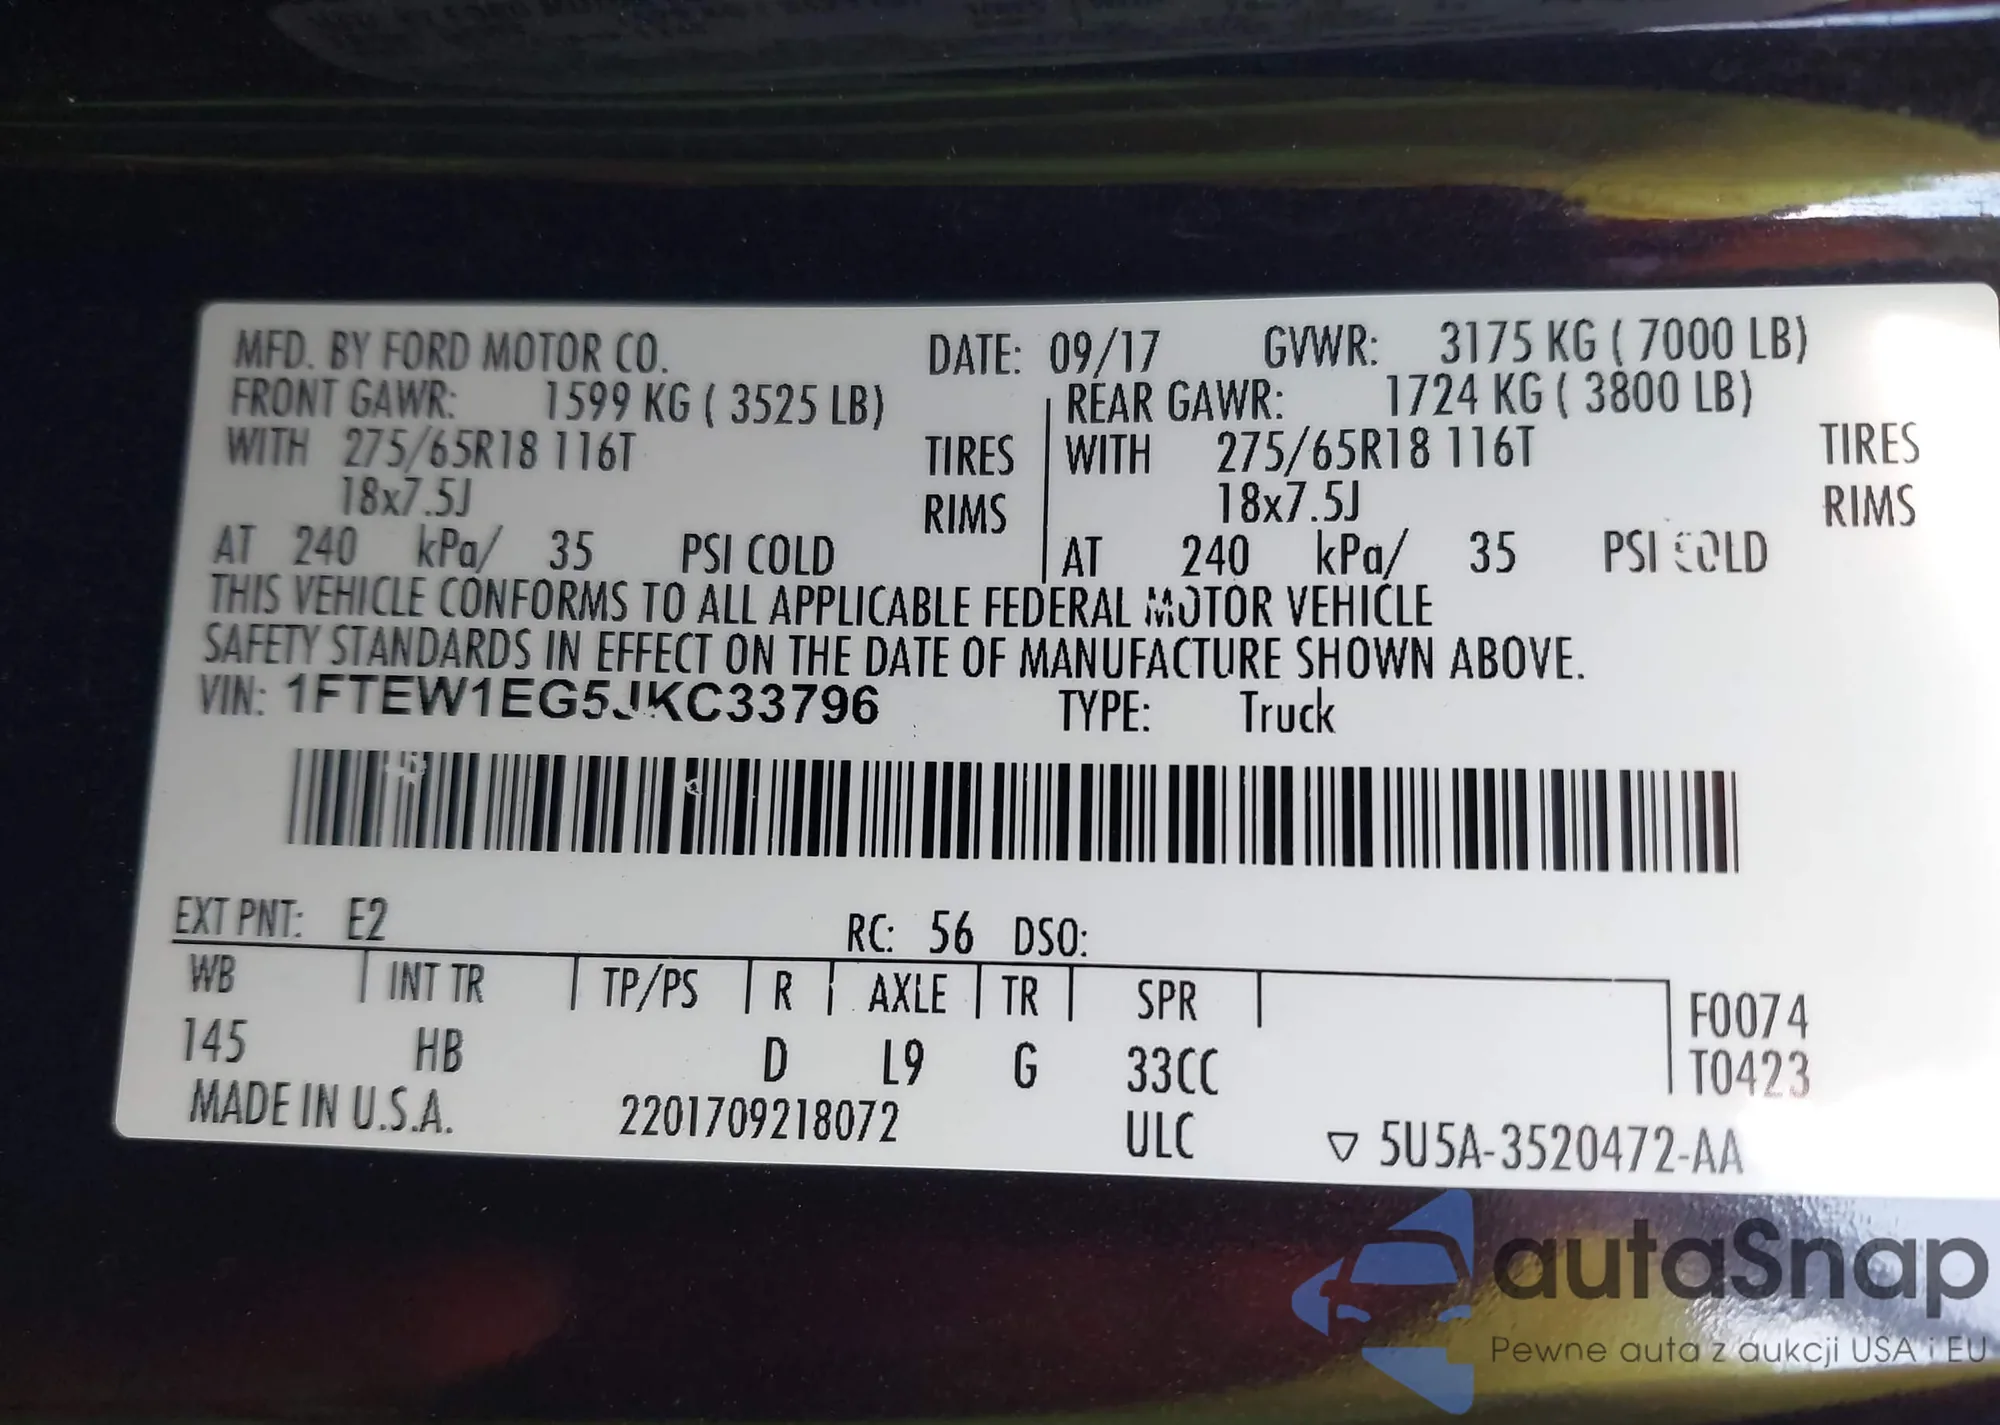 MFD. BY FORD MOTOR CO. DATE: 09/17 GVWR: 3175 KG ( 7000 LB)
FRONT GAWR: 1599 KG ( 3525 LB) REAR GAWR: 1724 KG ( 3800 LB)
WITH 275/65R18 116T TIRES WITH 275/65R18 116T TIRES
18x7.5J RIMS 18x7.5J RIMS
AT 240 kPa/ 35 PSI COLD AT 240 kPa/ 35 PSI COLD
THIS VEHICLE CONFORMS TO ALL APPLICABLE FEDERAL MOTOR VEHICLE
SAFETY STANDARDS IN EFFECT ON THE DATE OF MANUFACTURE SHOWN ABOVE.
VIN: 1FTEW1EG5JKC33796 TYPE: Truck
EXT PNT: E2 RC: 56 DSO:
WB INT TR TP/PS R AXLE TR SPR F0074
145 HB D L9 G 33CC T0423
MADE IN U.S.A. 2201709218072 ULC ▽ 5U5A-3520472-AA
autaSnap
Pewne auta z aukcji USA i EU